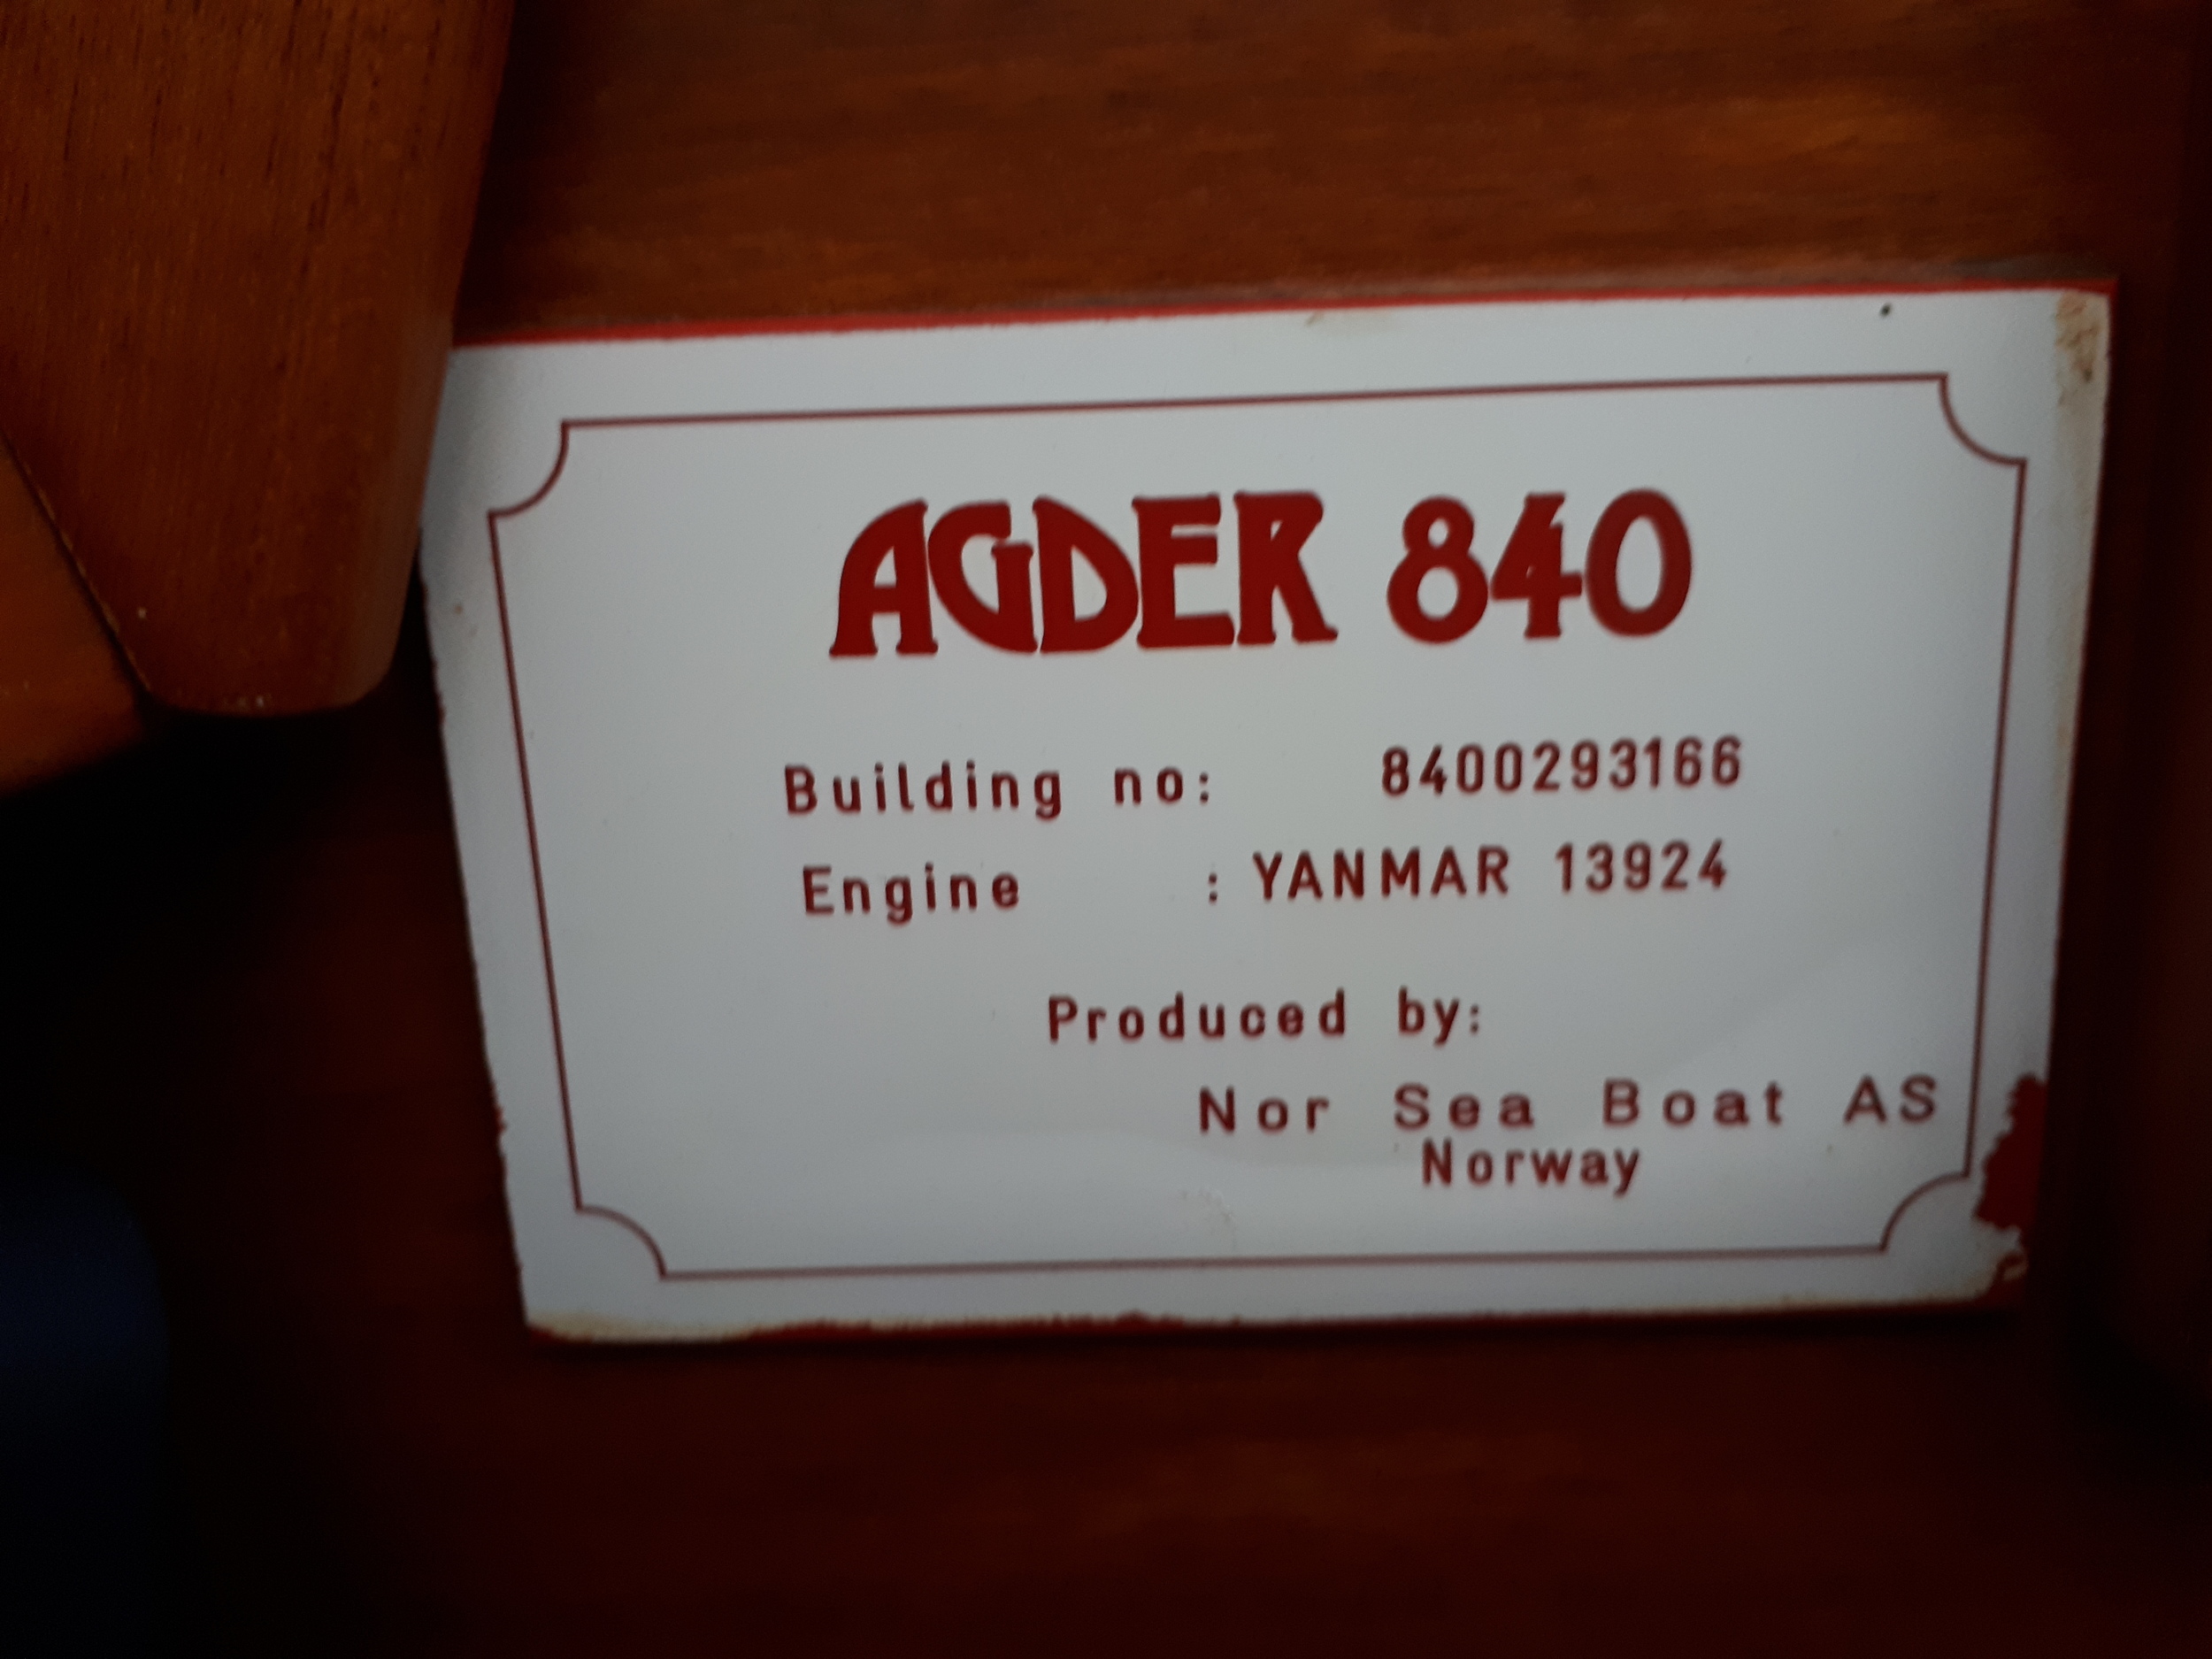 AGDER 840
Building no: 8400293166
Engine : YANMAR 13924
Produced by:
Nor Sea Boat AS
Norway